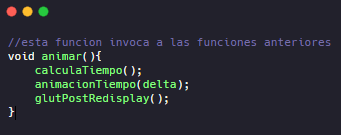 //esta funcion invoca a las funciones anteriores
void animar(){
    calculaTiempo();
    animacionTiempo(delta);
    glutPostRedisplay();
}